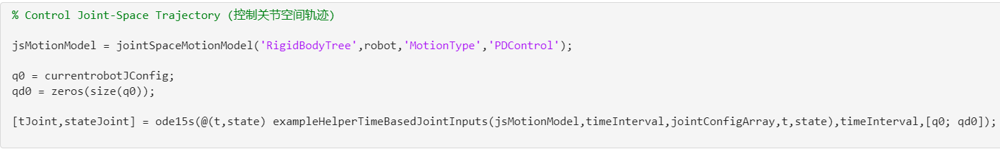 % Control Joint-Space Trajectory (控制关节空间轨迹)
jsMotionModel = jointSpaceMotionModel('RigidBodyTree',robot,'MotionType','PDControl');
q0 = currentrobotJConfig;
qd0 = zeros(size(q0));
[tJoint,stateJoint] = ode15s(@(t,state) exampleHelperTimeBasedJointInputs(jsMotionModel,timeInterval,jointConfigArray,t,state),timeInterval,[q0; qd0]);